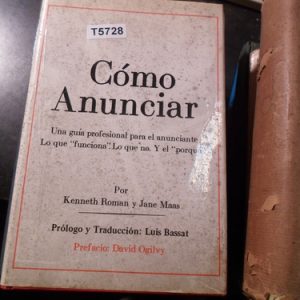 T5728
Cómo
Anunciar
Una guía profesional para el anunciante
Lo que "funciona". Lo que no. Y el "porqu
Por
Kenneth Roman y Jane Maas
Prólogo y Traducción: Luis Bassat
Prefacio: David Ogilvy